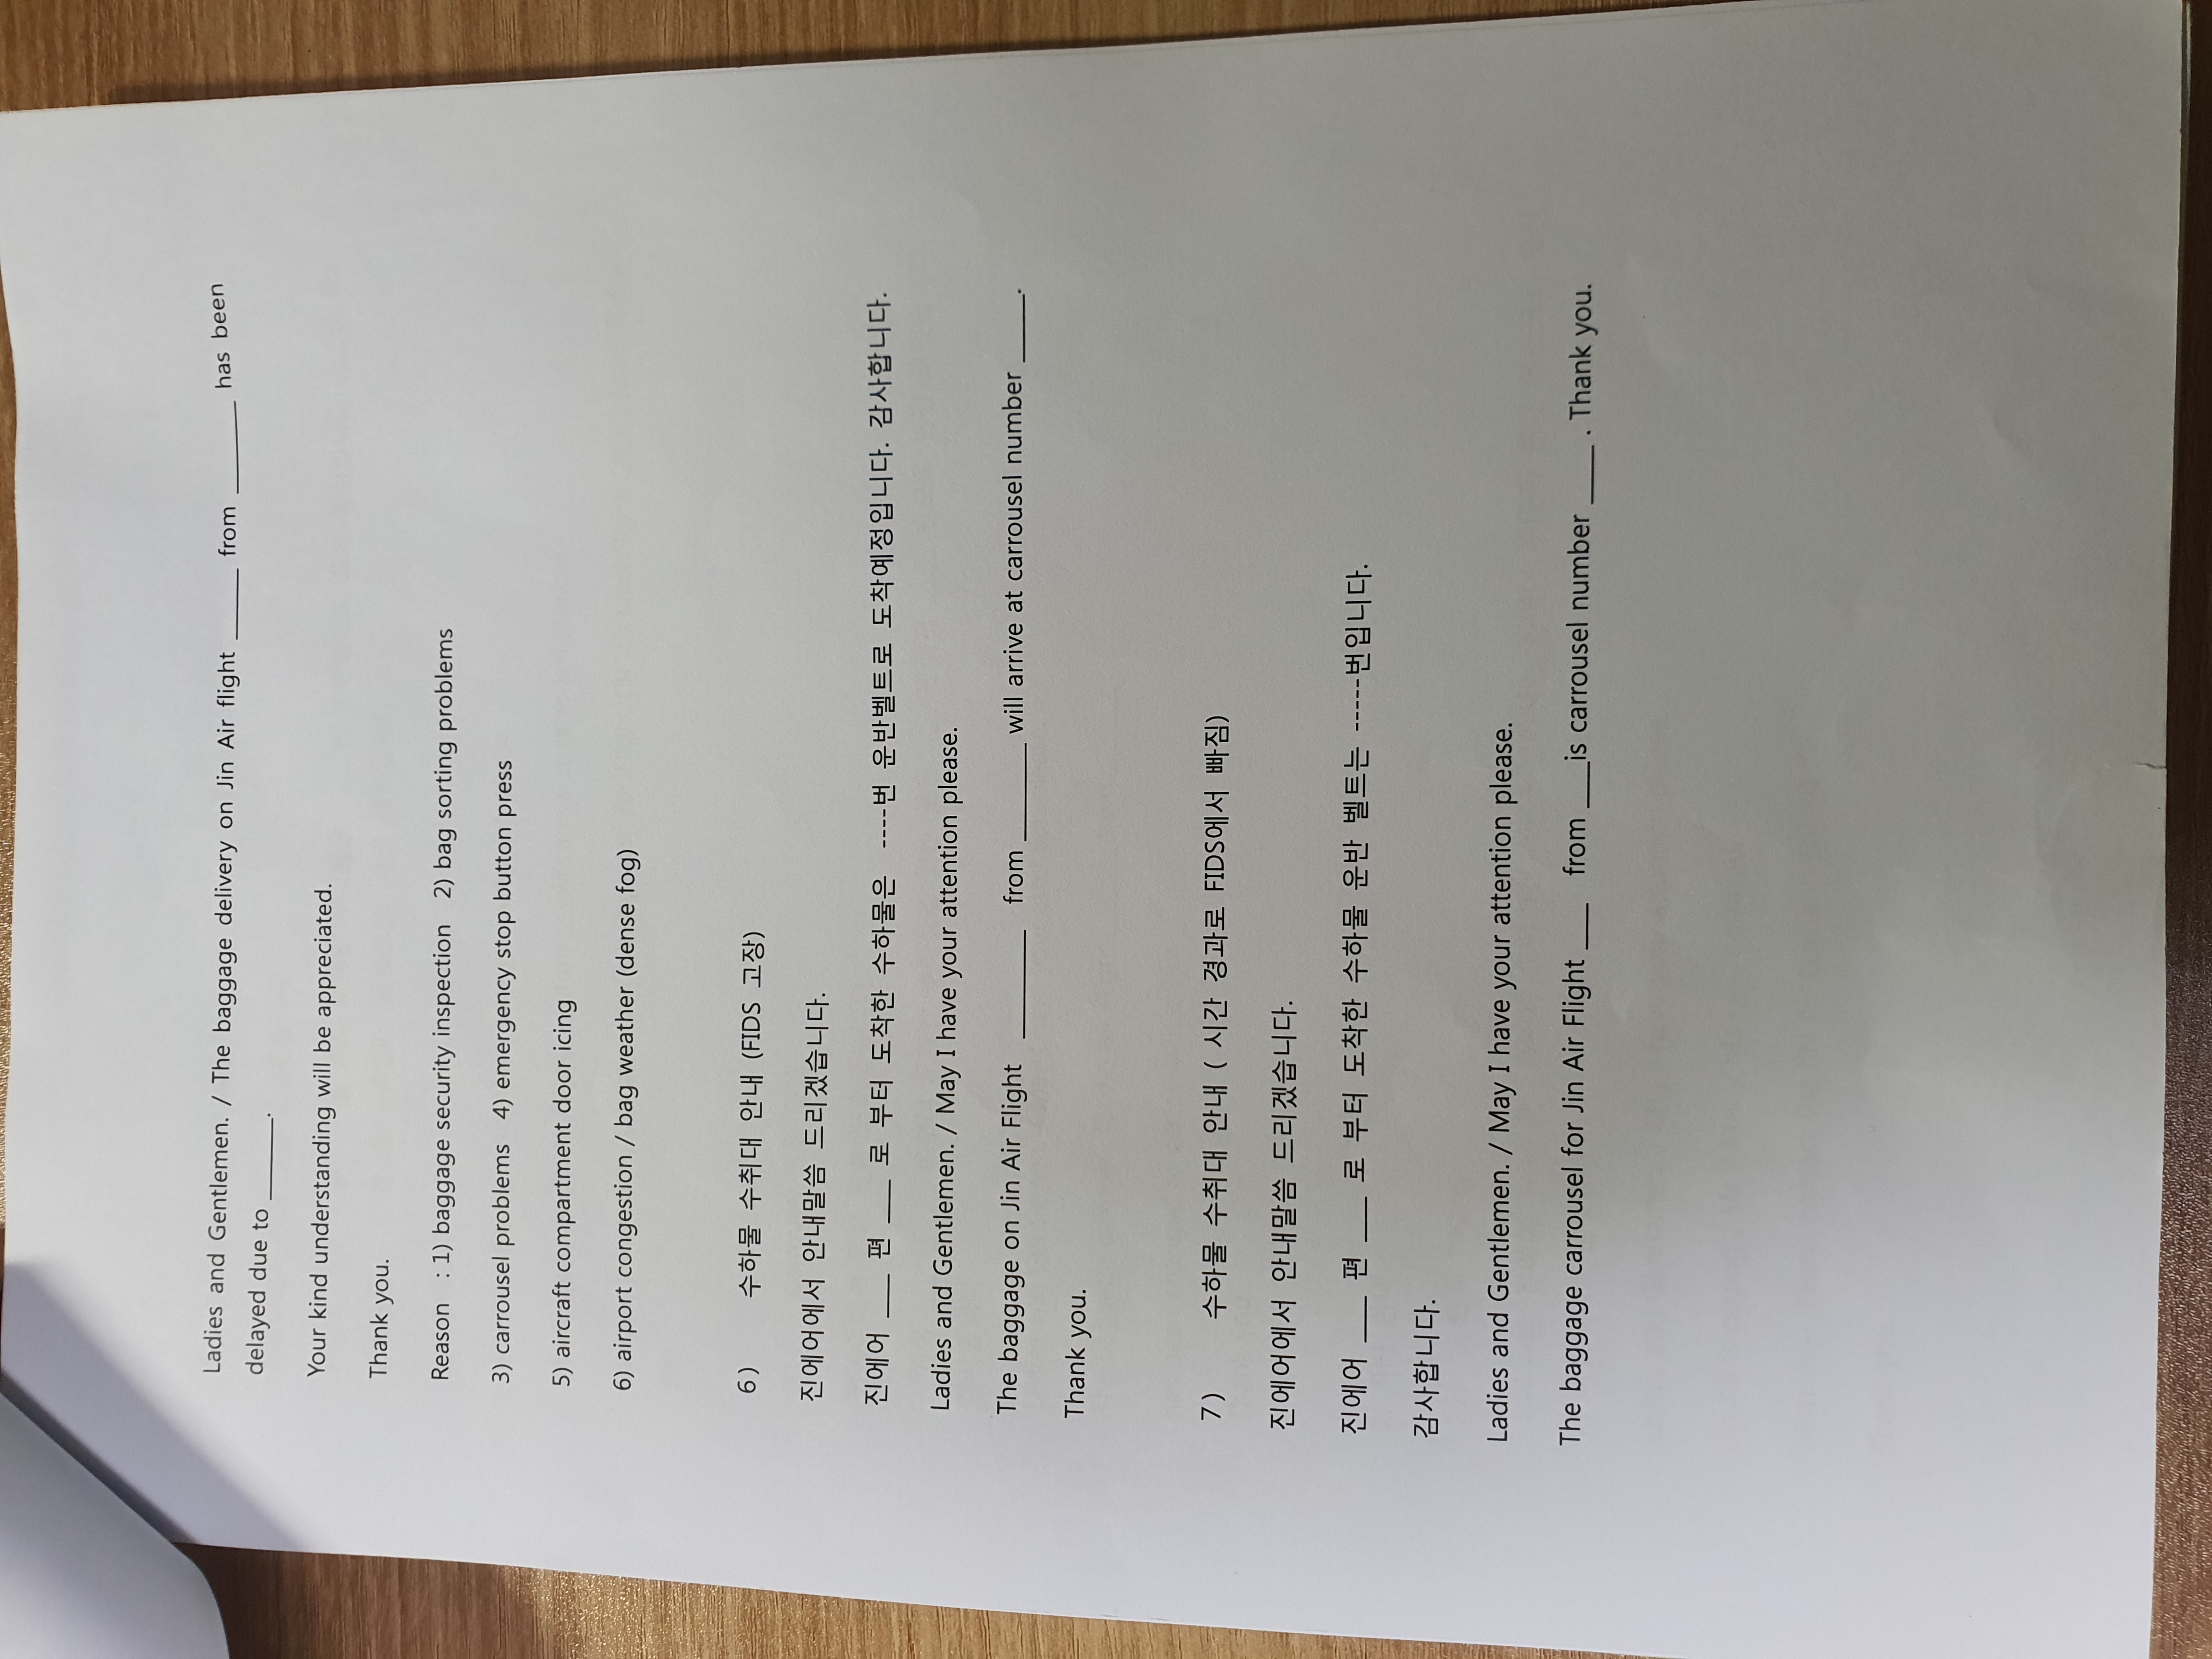 Ladies and Gentlemen. / The baggage delivery on Jin Air flight ______ from ________ has been
delayed due to _______.
Your kind understanding will be appreciated.
Thank you.
Reason : 1) baggage security inspection 2) bag sorting problems
3) carrousel problems 4) emergency stop button press
5) aircraft compartment door icing
6) airport congestion / bag weather (dense fog)
6) 수하물 수취대 안내 (FIDS 고장)
진에어에서 안내말씀 드리겠습니다.
진에어 ___ 편 ___ 로 부터 도착한 수하물은 ----번 운반벨트로 도착예정입니다. 감사합니다.
Ladies and Gentlemen. / May I have your attention please.
The baggage on Jin Air Flight ________ from _______ will arrive at carrousel number _____.
Thank you.
7) 수하물 수취대 안내 ( 시간 경과로 FIDS에서 빠짐)
진에어에서 안내말씀 드리겠습니다.
진에어 ___ 편 ___ 로 부터 도착한 수하물 운반 벨트는 -----번입니다.
감사합니다.
Ladies and Gentlemen. / May I have your attention please.
The baggage carrousel for Jin Air Flight ___ from ___is carrousel number ____ . Thank you.